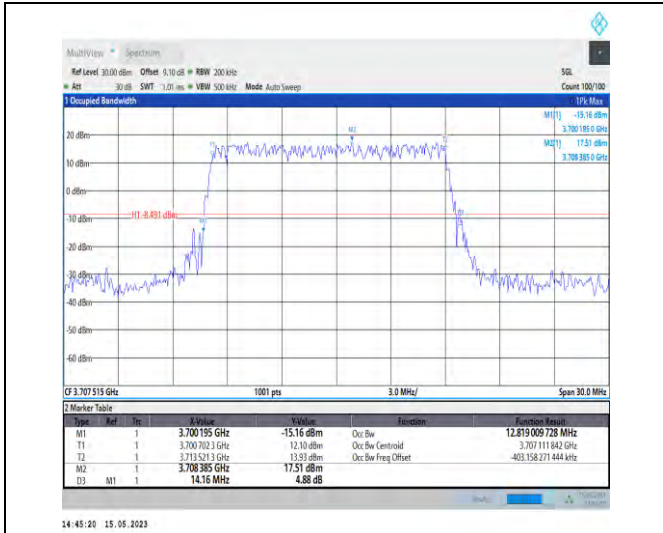 MultiView Spectrum
Ref Level 30.00 dBm Offset 9.10 dB RBW 200 kHz SGL
Att 30 dB SWT 1.01 ms VBW 500 kHz Mode Auto Sweep Count 100/100
1 Occupied Bandwidth 1Pk Max
M1[1] -15.16 dBm
3.700 195 0 GHz
M2[1] 17.51 dBm
3.708 385 0 GHz
M2
20 dBm
10 dBm
0 dBm
H1 -8.491 dBm
-10 dBm
-20 dBm
-30 dBm
-40 dBm
-50 dBm
-60 dBm
CF 3.707 515 GHz 1001 pts 3.0 MHz/ Span 30.0 MHz
2 Marker Table
Type Ref Trc X-Value Y-Value Function Function Result
M1 1 3.700195 GHz -15.16 dBm Occ Bw 12.819 009 728 MHz
T1 1 3.700 702 3 GHz 12.10 dBm Occ Bw Centroid 3.707 111 842 GHz
T2 1 3.713 521 3 GHz 13.93 dBm Occ Bw Freq Offset -403.158 271 444 kHz
M2 1 3.708 385 GHz 17.51 dBm
D3 M1 1 14.16 MHz 4.88 dB
14:45:20 15.05.2023